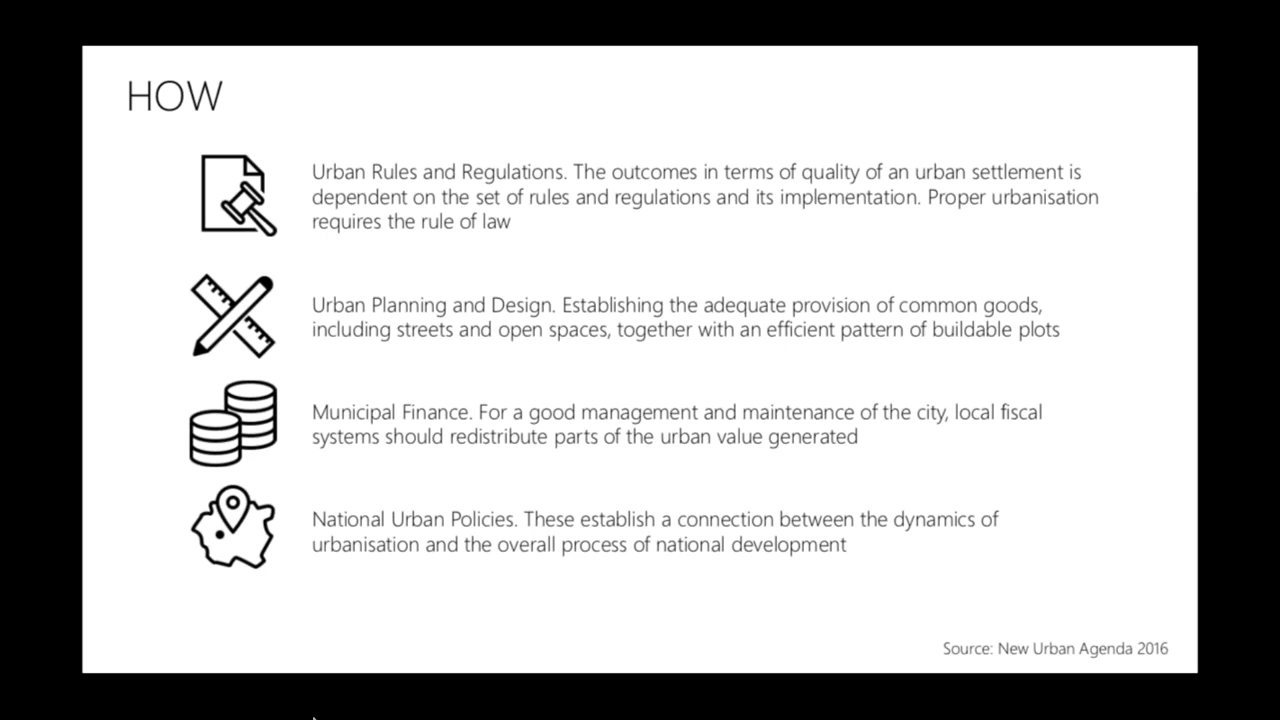 HOW
Urban Rules and Regulations. The outcomes in terms of quality of an urban settlement is
dependent on the set of rules and regulations and its implementation. Proper urbanisation
requires the rule of law
Urban Planning and Design. Establishing the adequate provision of common goods,
including streets and open spaces, together with an efficient pattern of buildable plots
Municipal Finance. For a good management and maintenance of the city, local fiscal
systems should redistribute parts of the urban value generated
National Urban Policies. These establish a connection between the dynamics of
urbanisation and the overall process of national development
Source: New Urban Agenda 2016